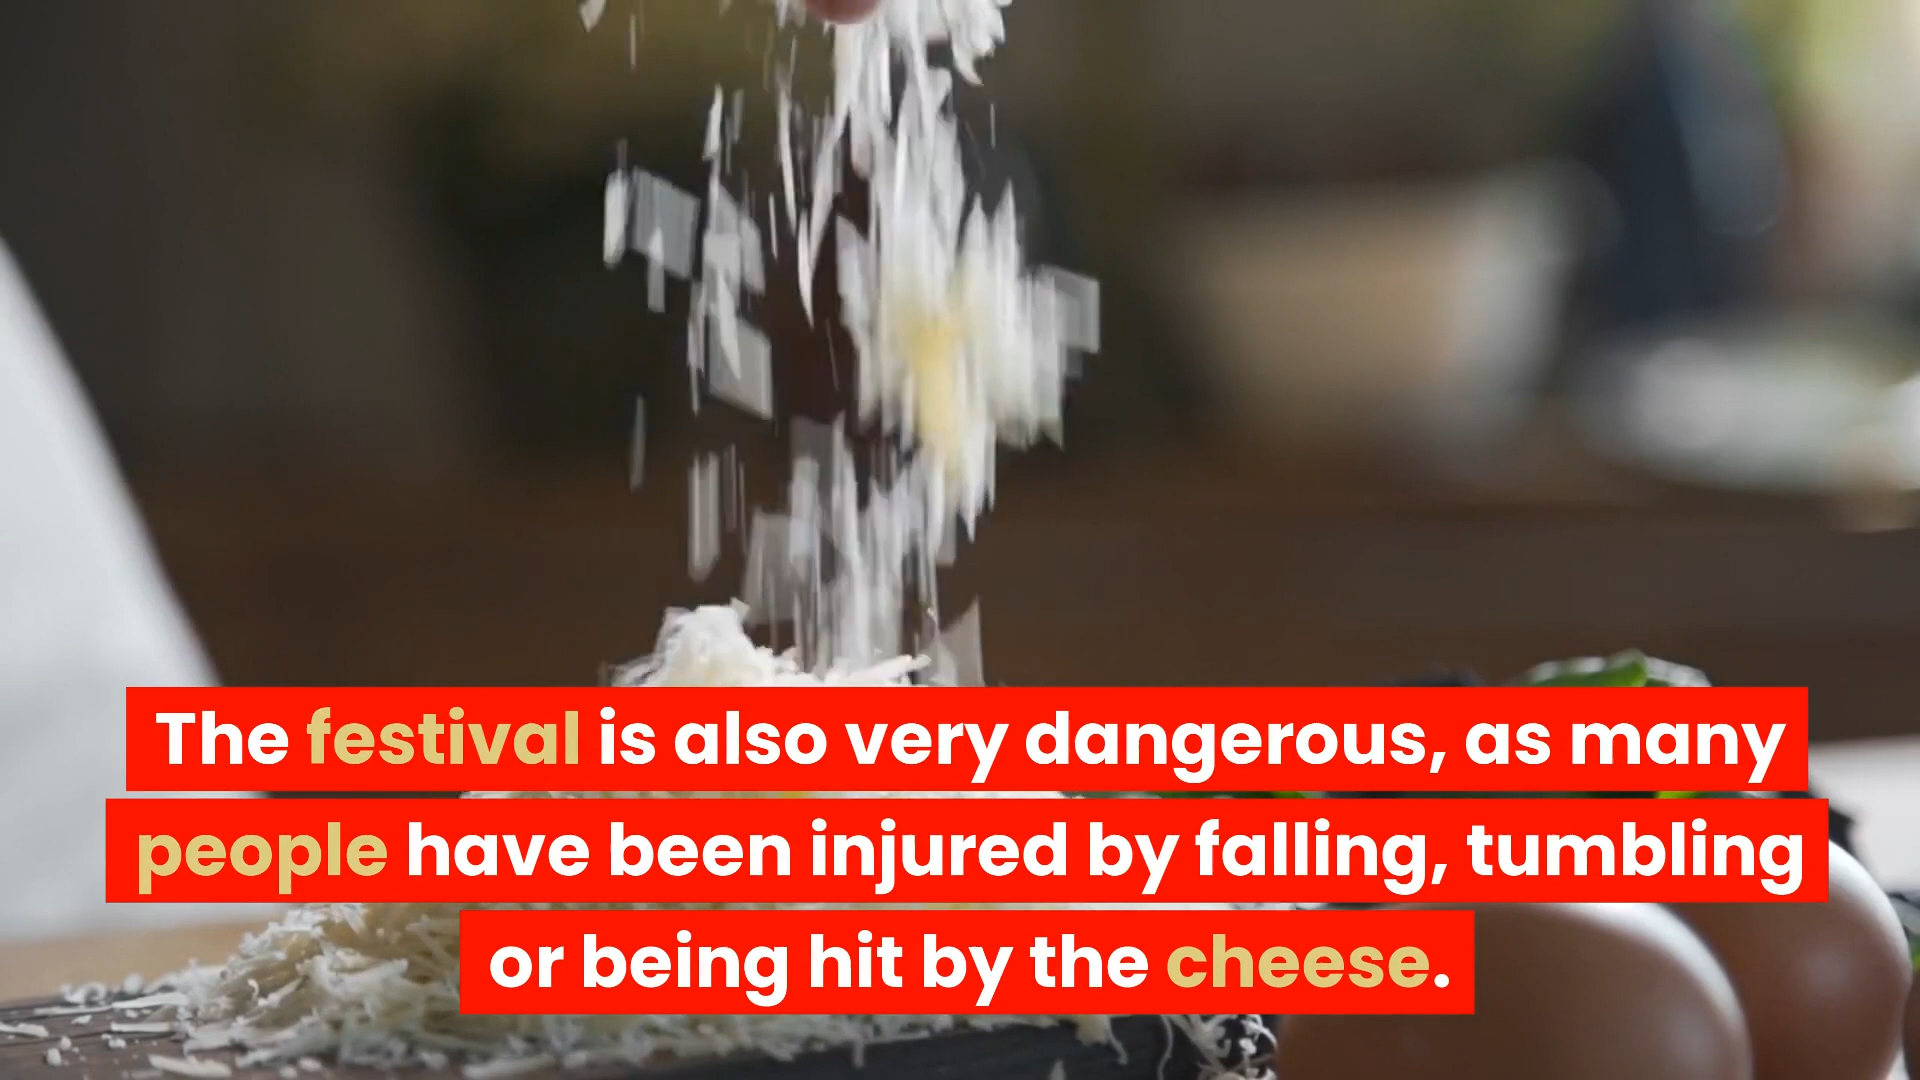 The festival is also very dangerous, as many
people have been injured by falling, tumbling
or being hit by the cheese.